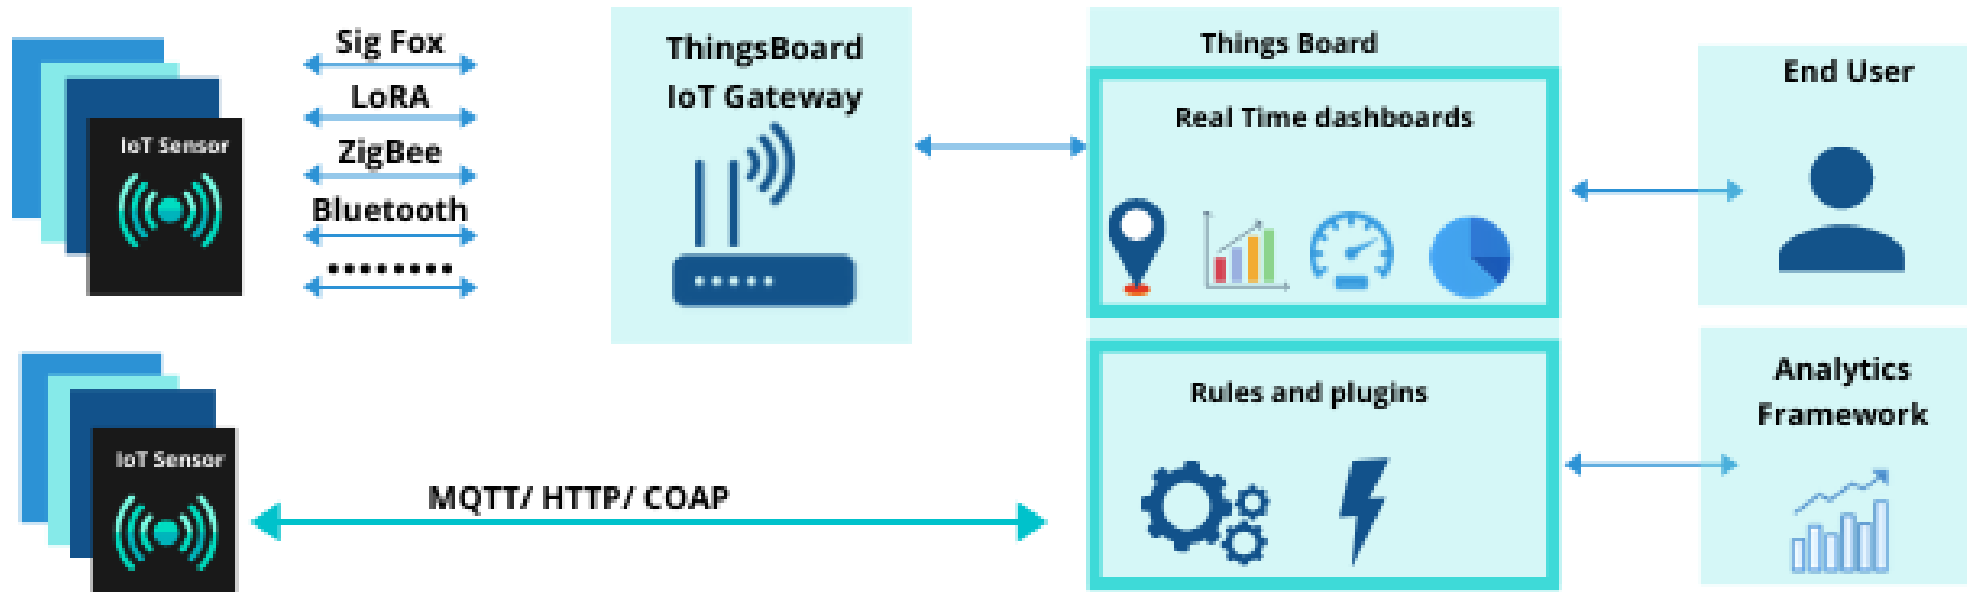 IoT Sensor
Sig Fox
LoRA
ZigBee
Bluetooth
ThingsBoard
IoT Gateway
Things Board
Real Time dashboards
End User
IoT Sensor
MQTT/ HTTP/ COAP
Rules and plugins
Analytics
Framework